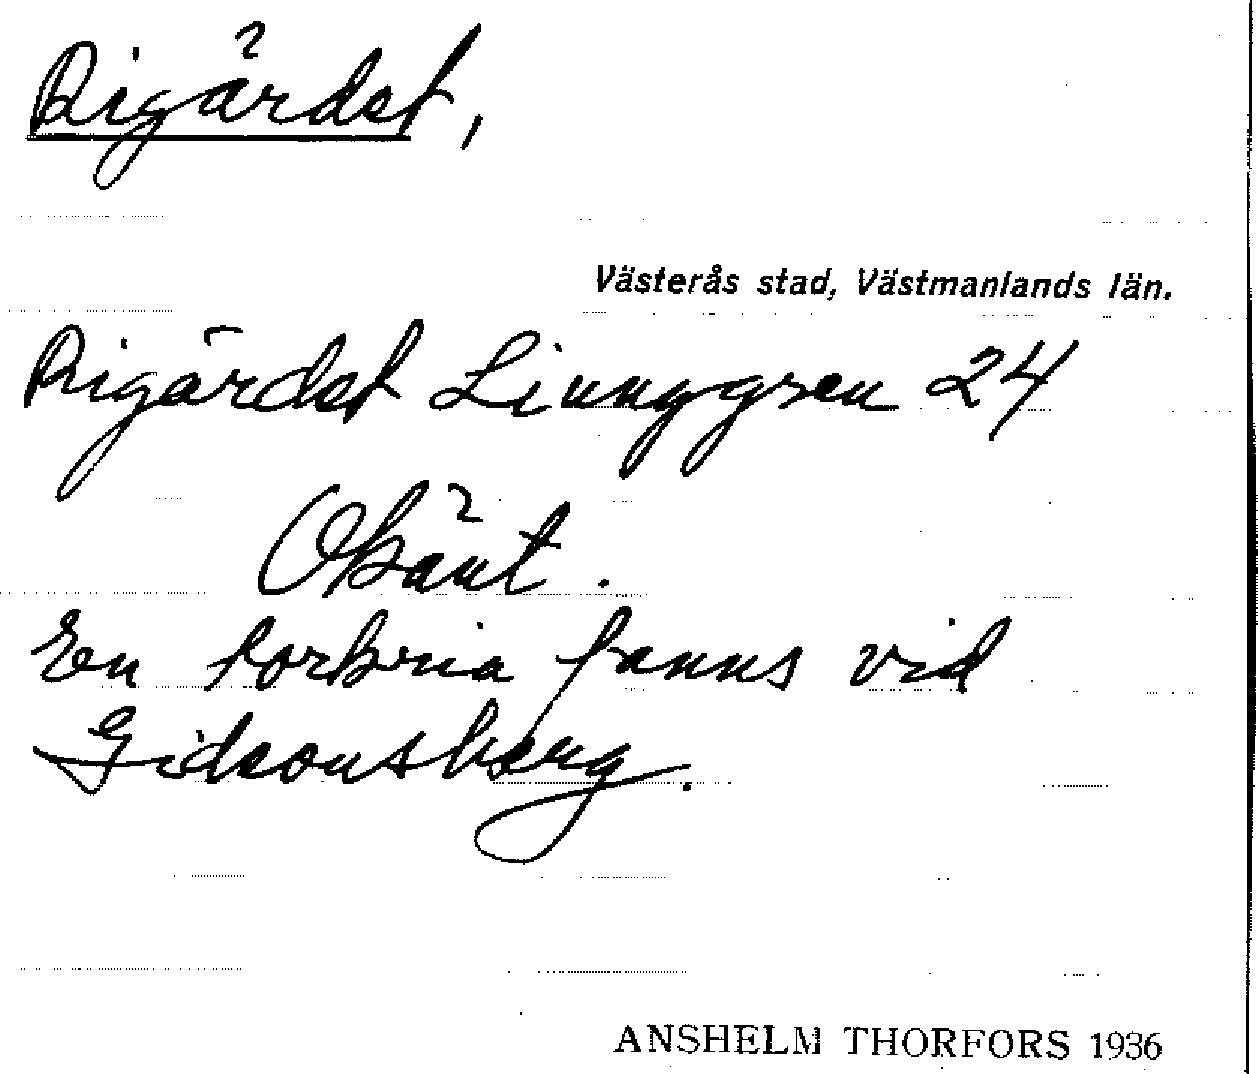 Rigärdet,
Västerås stad, Västmanlands län.
Rigärdet Ljunggren 24
Okänt.
En torkria fanns vid
Gideonsberg.
ANSHELM THORFORS 1936